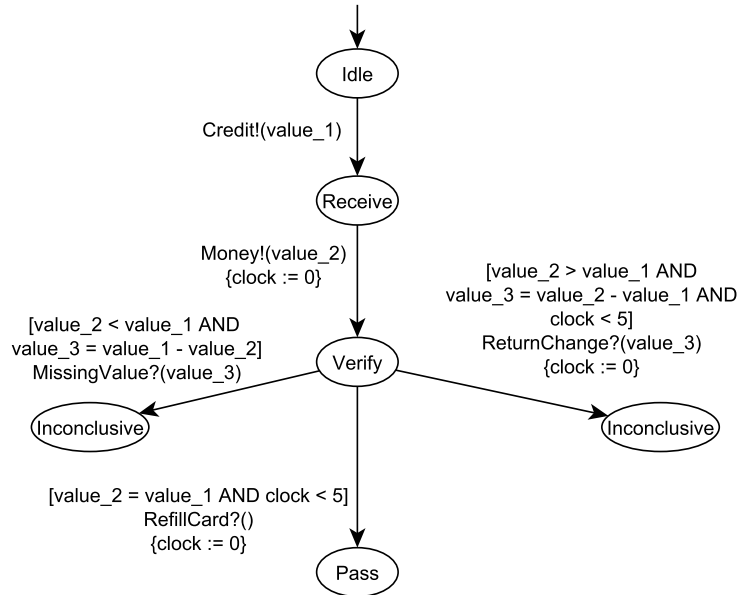 Idle
Credit!(value_1)
Receive
Money!(value_2)
{clock := 0}
[value_2 > value_1 AND
value_3 = value_2 - value_1 AND
clock < 5]
ReturnChange?(value_3)
{clock := 0}
[value_2 < value_1 AND
value_3 = value_1 - value_2]
MissingValue?(value_3)
Verify
Inconclusive
Inconclusive
[value_2 = value_1 AND clock < 5]
RefillCard?()
{clock := 0}
Pass